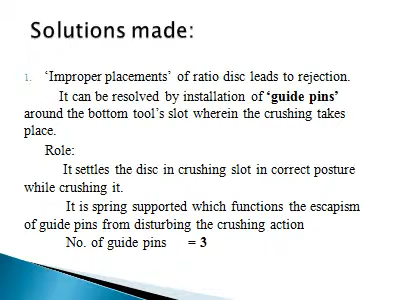 Solutions made:
1. ‘Improper placements’ of ratio disc leads to rejection.
It can be resolved by installation of ‘guide pins’
around the bottom tool’s slot wherein the crushing takes
place.
Role:
It settles the disc in crushing slot in correct posture
while crushing it.
It is spring supported which functions the escapism
of guide pins from disturbing the crushing action
No. of guide pins = 3